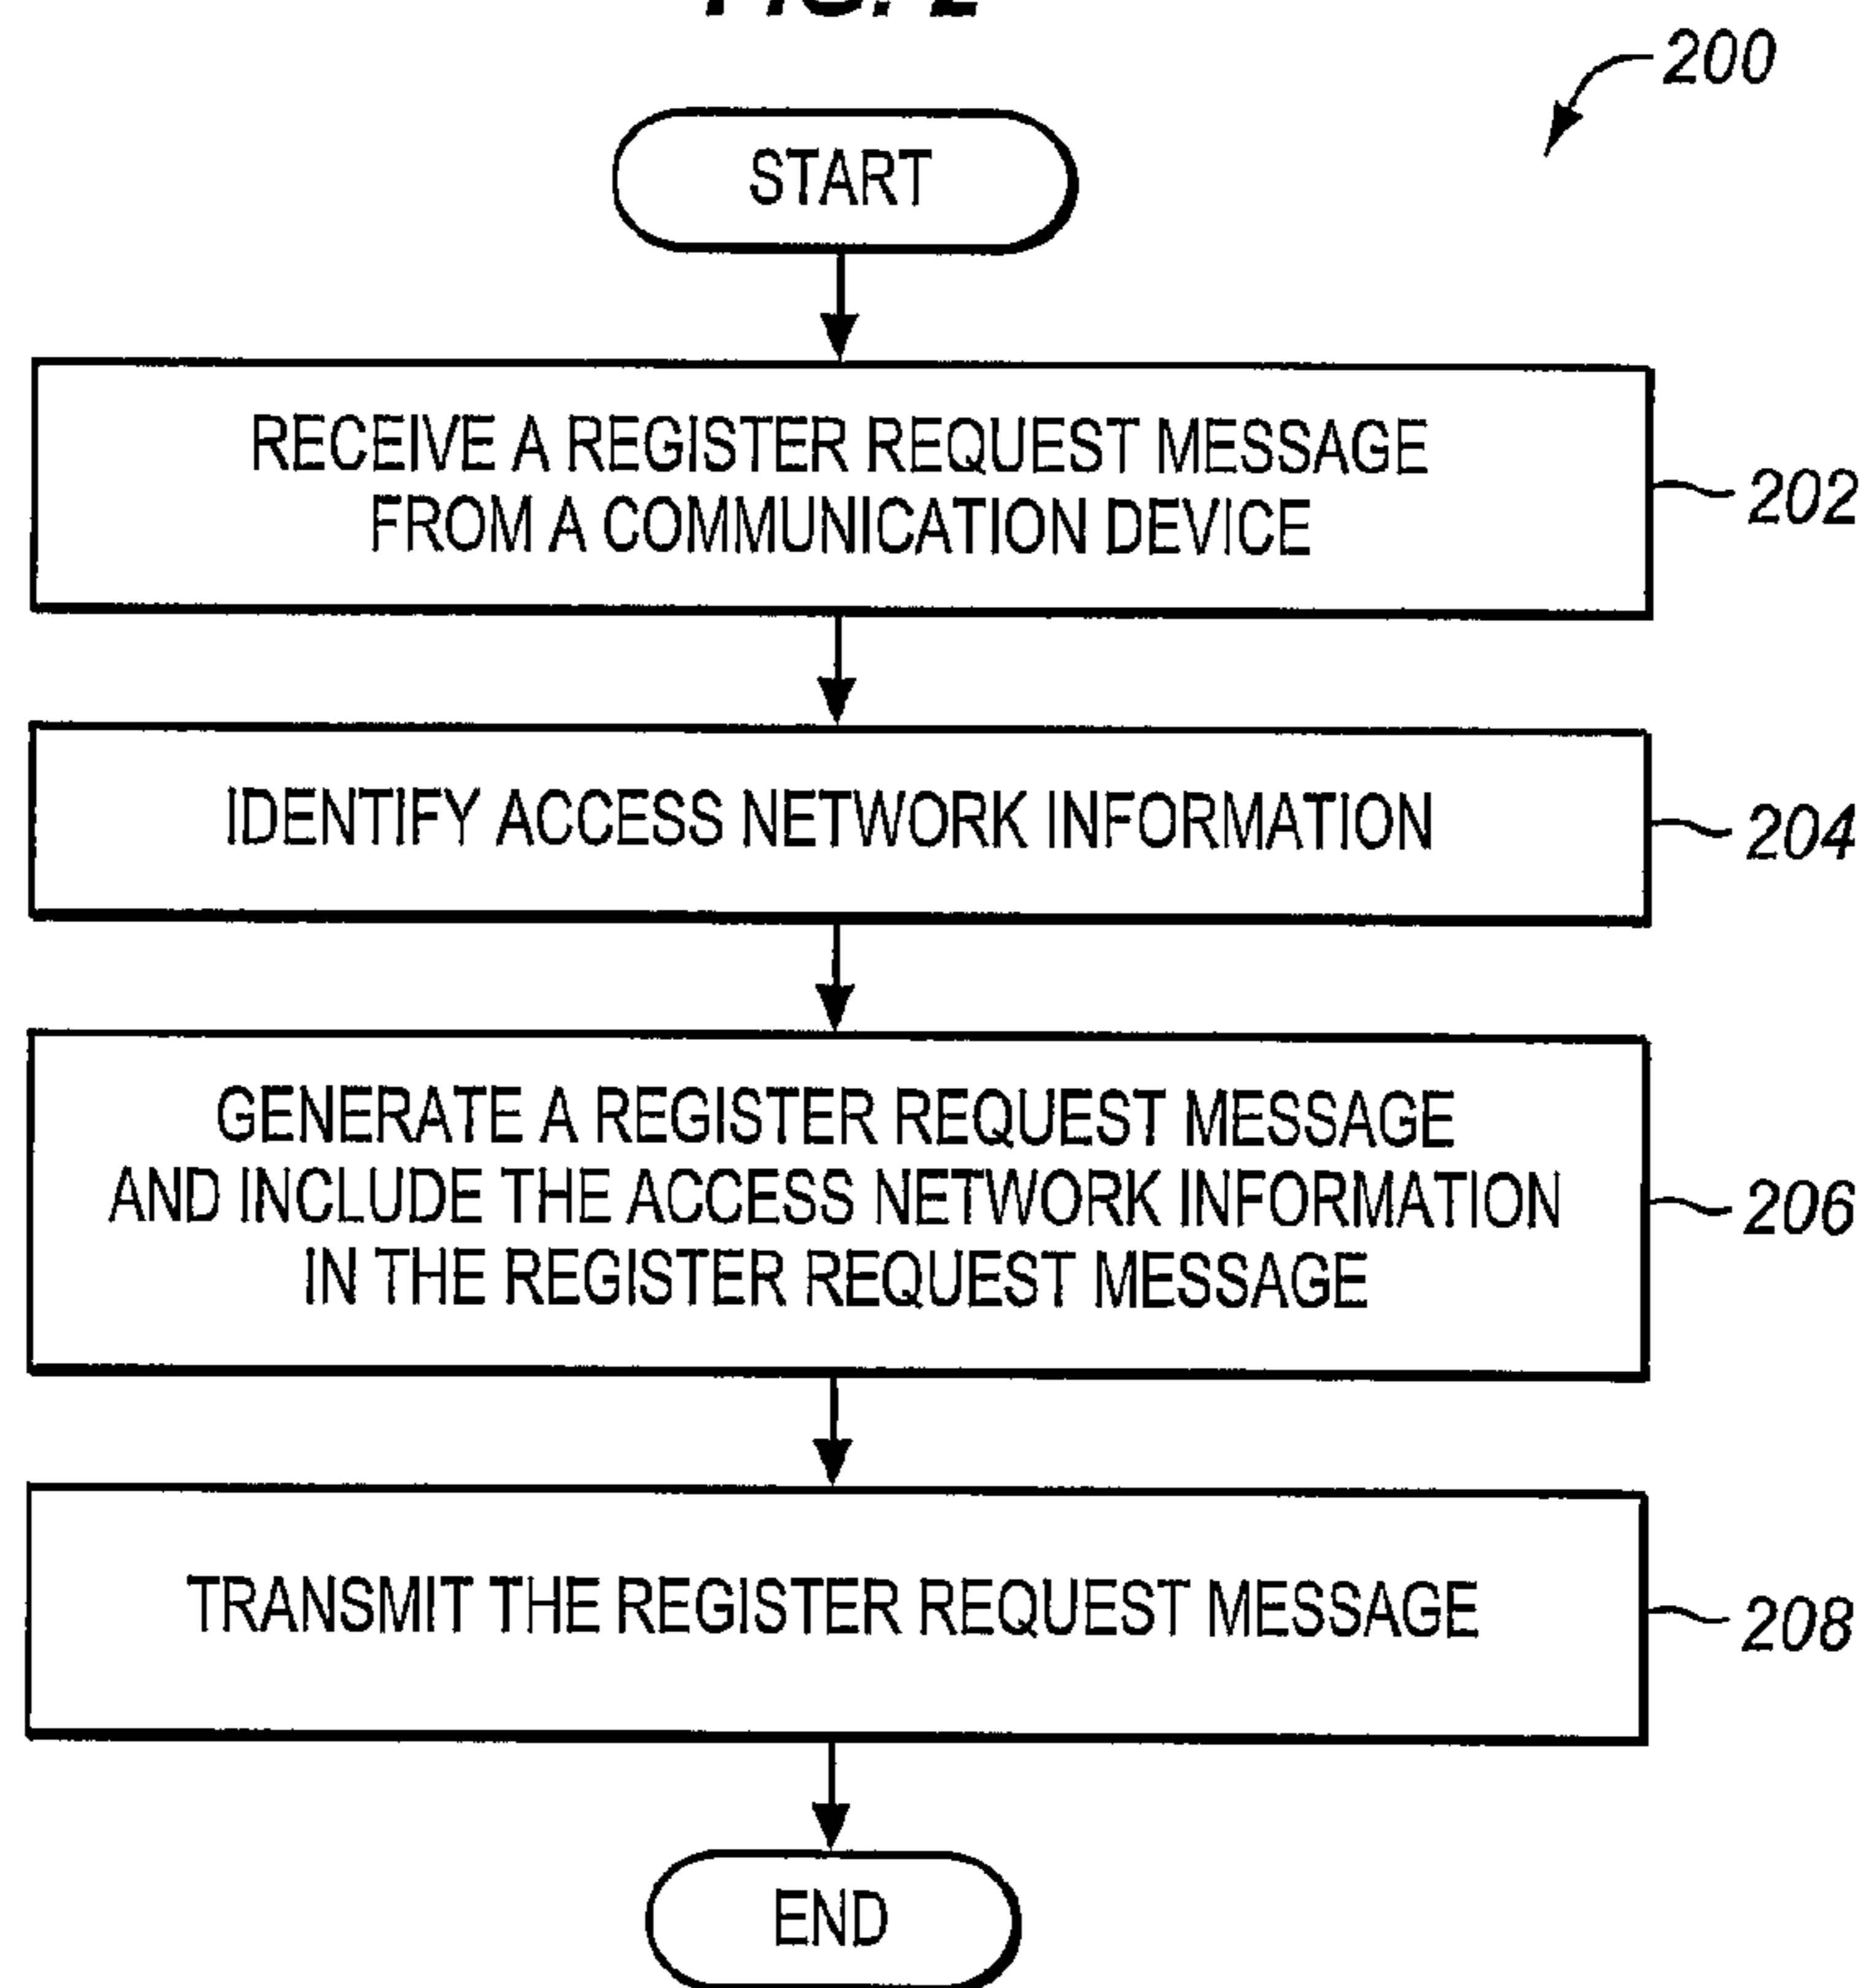 200
START
RECEIVE A REGISTER REQUEST MESSAGE
FROM A COMMUNICATION DEVICE
202
IDENTIFY ACCESS NETWORK INFORMATION
204
GENERATE A REGISTER REQUEST MESSAGE
AND INCLUDE THE ACCESS NETWORK INFORMATION
IN THE REGISTER REQUEST MESSAGE
206
TRANSMIT THE REGISTER REQUEST MESSAGE
208
END